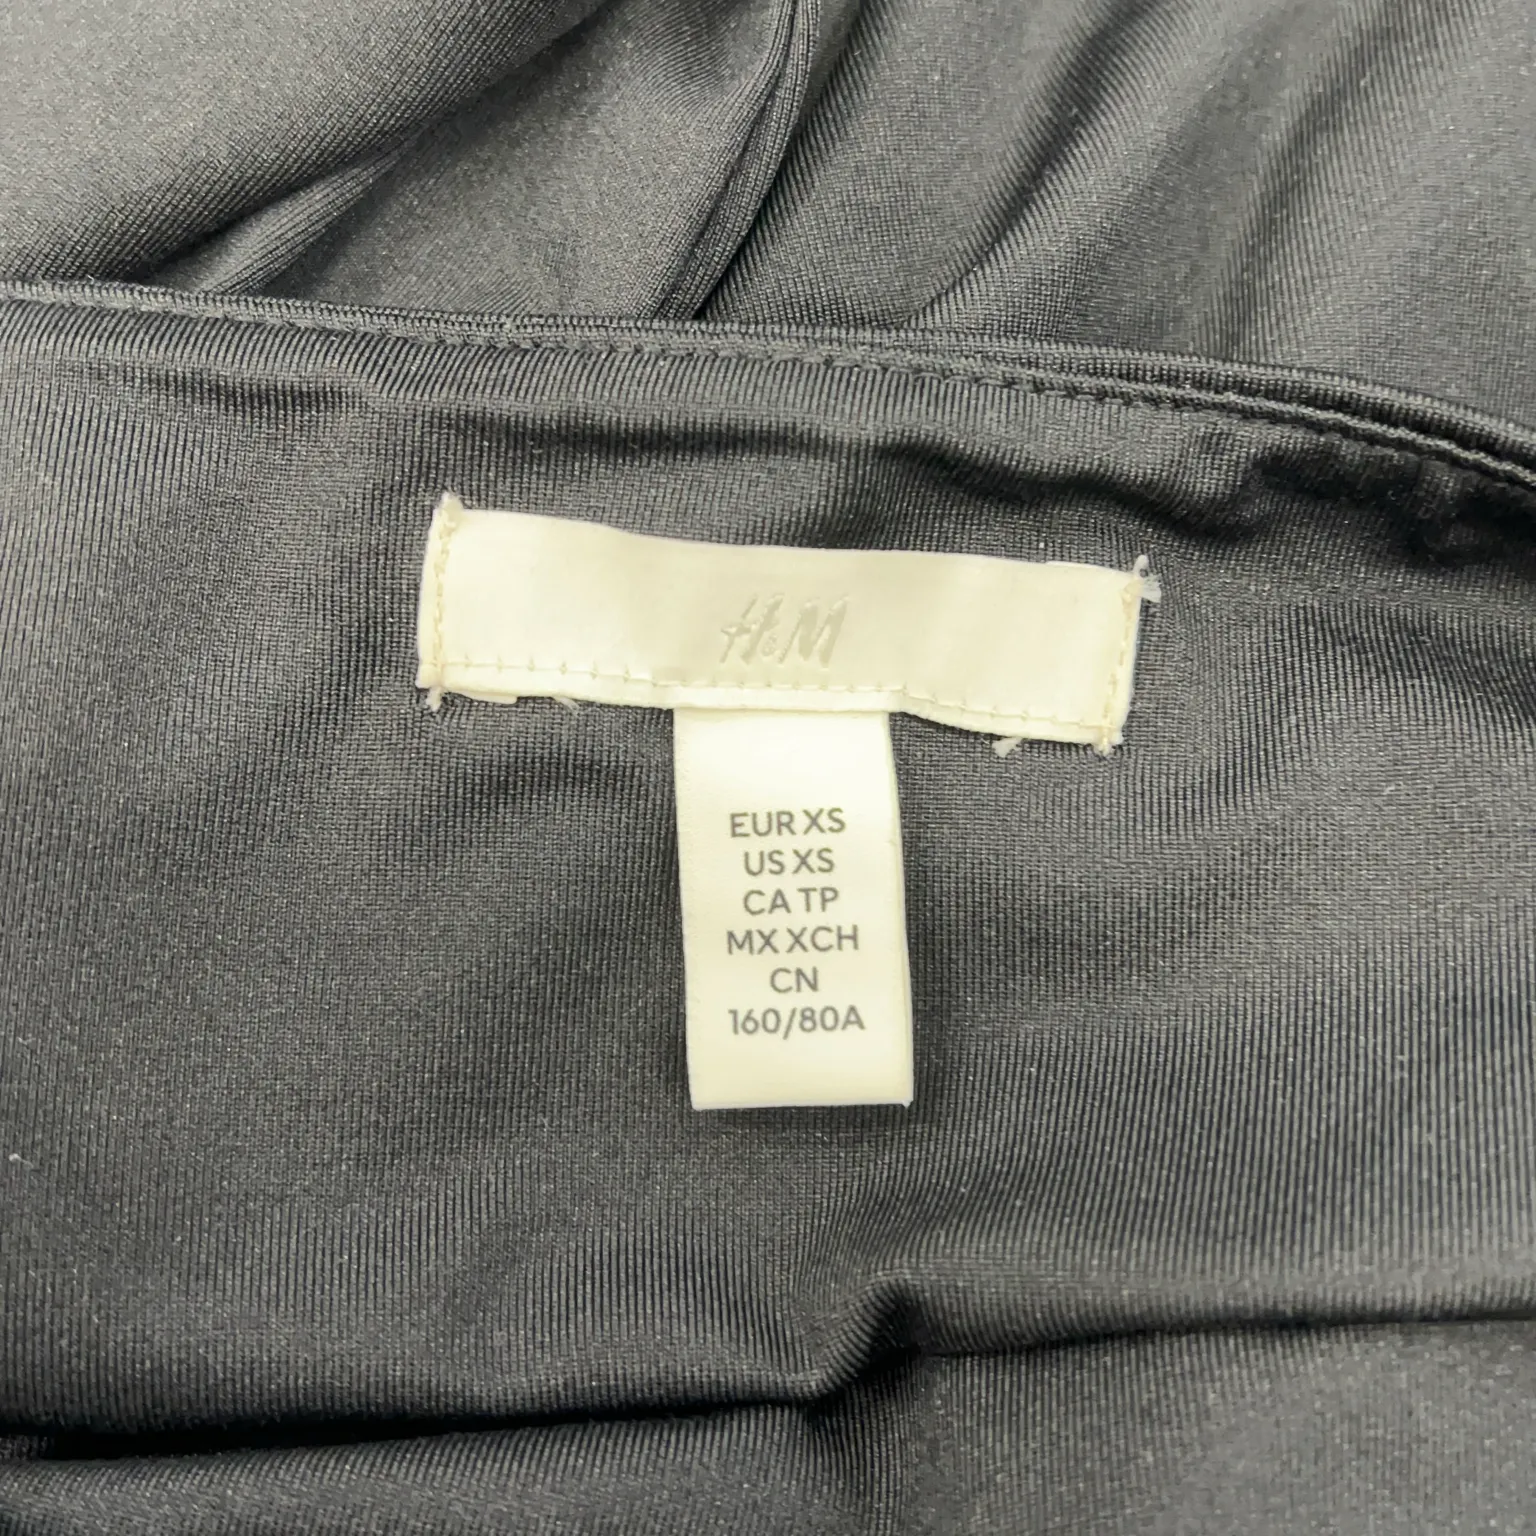 H&M
EUR XS
US XS
CA TP
MX XCH
CN
160/80A